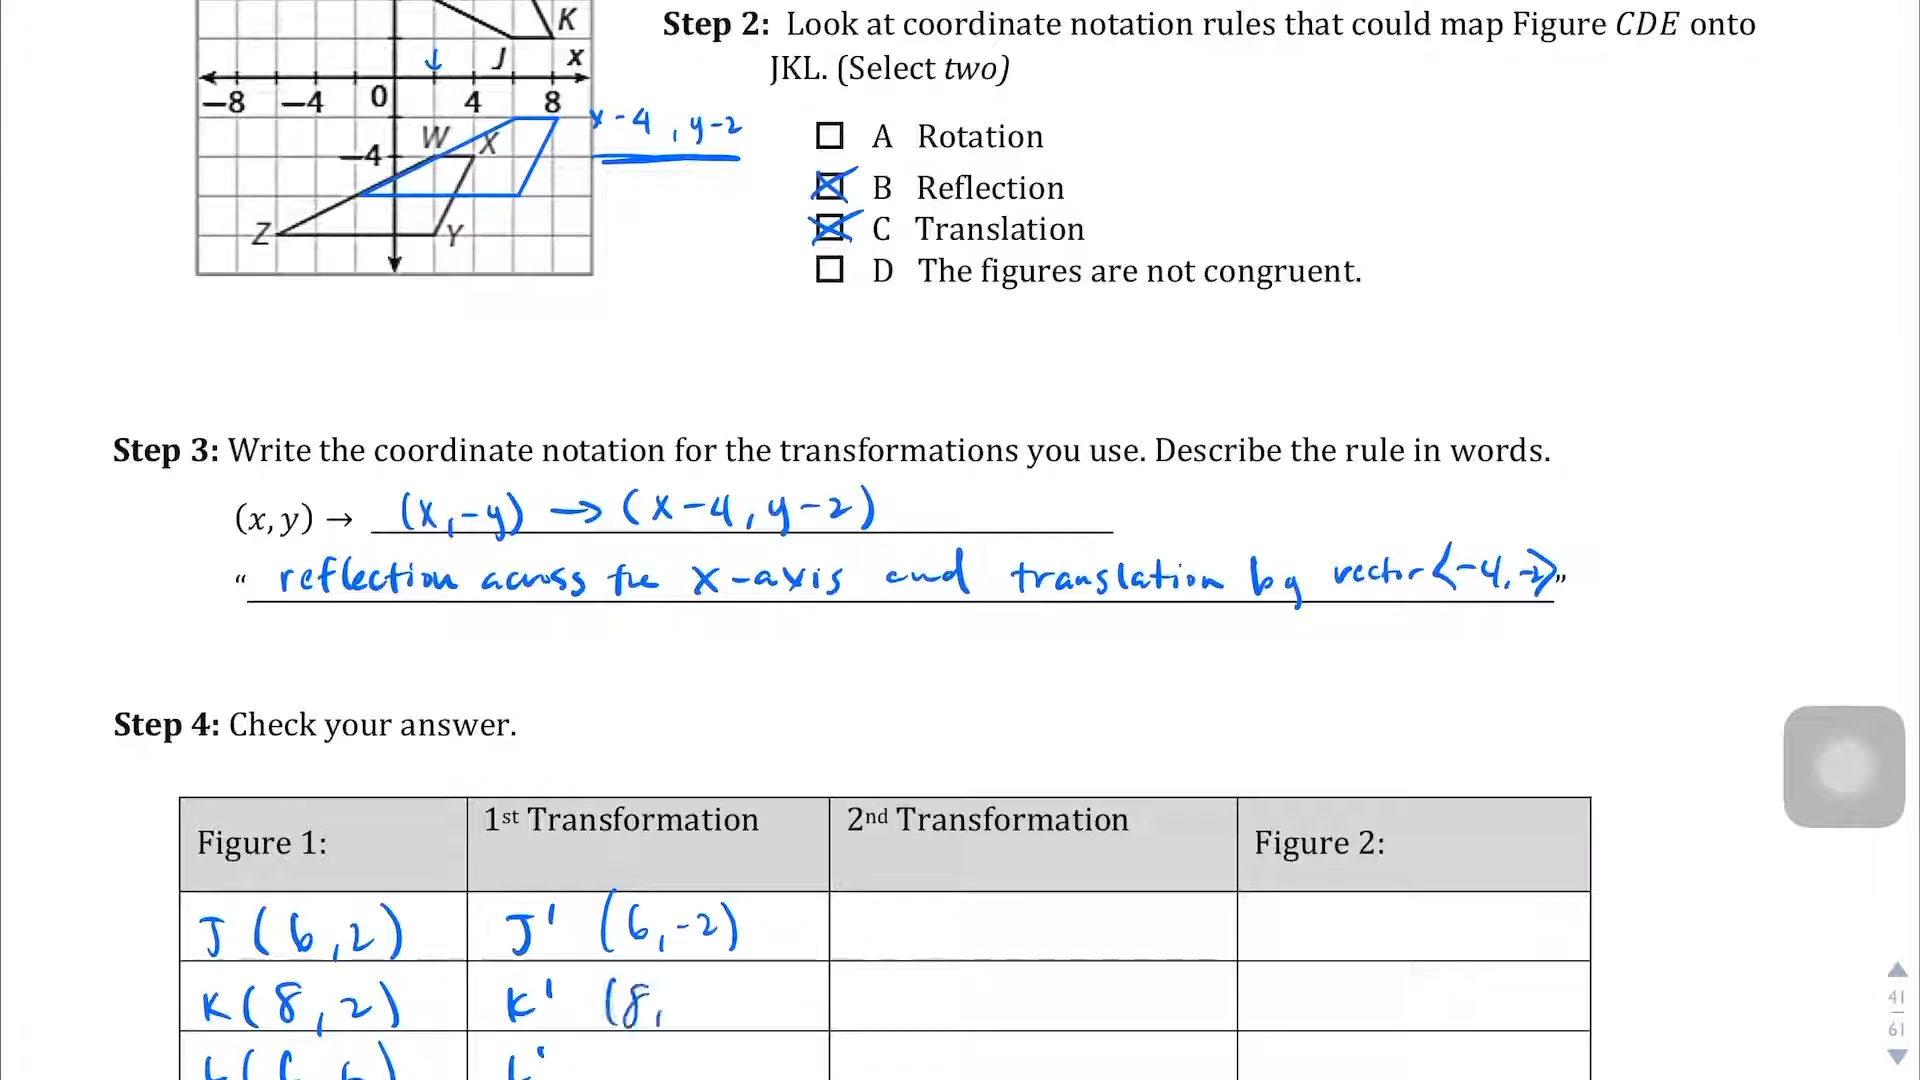 K
J
x
−8 −4 0 4 8
W X
−4
Z Y
x-4, y-2
Step 2: Look at coordinate notation rules that could map Figure CDE onto
JKL. (Select two)
A Rotation
B Reflection
C Translation
D The figures are not congruent.
Step 3: Write the coordinate notation for the transformations you use. Describe the rule in words.
(x, y) → (x,-y) → (x-4, y-2)
“ reflection across the x-axis and translation by vector <-4,-2> ”
Step 4: Check your answer.
Figure 1: 1st Transformation 2nd Transformation Figure 2:
J (6,2) J' (6,-2)
K (8,2) K' (8,
41
61